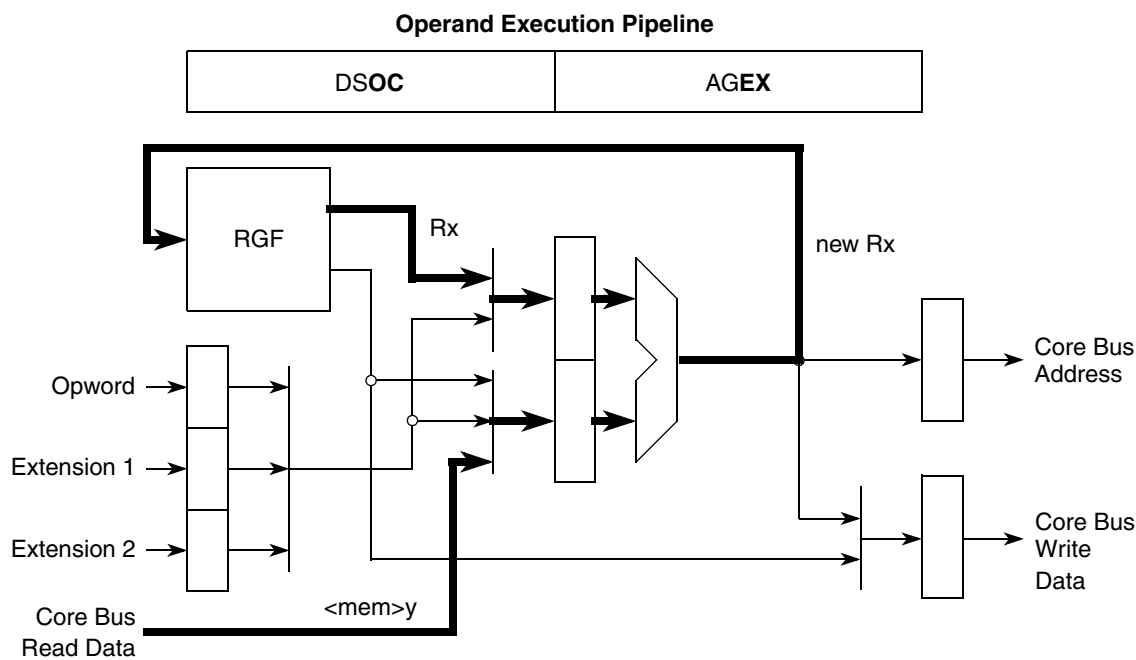 Operand Execution Pipeline
DSOC
AGEX
RGF
Rx
new Rx
Opword
Extension 1
Extension 2
Core Bus
Address
Core Bus
Write
Data
<mem>y
Core Bus
Read Data